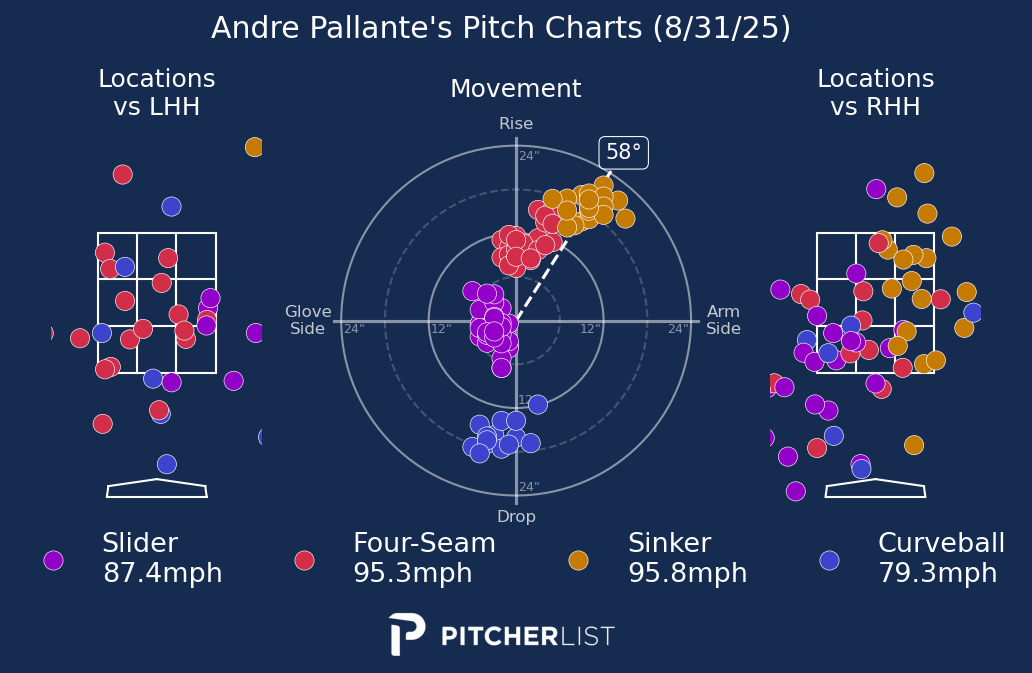 Andre Pallante's Pitch Charts (8/31/25)
Locations
vs LHH
Movement
Locations
vs RHH
Rise
24"
58°
Glove
Side
24"
12"
12"
24"
Arm
Side
12"
24"
Drop
Slider
87.4mph
Four-Seam
95.3mph
Sinker
95.8mph
Curveball
79.3mph
PITCHERLIST